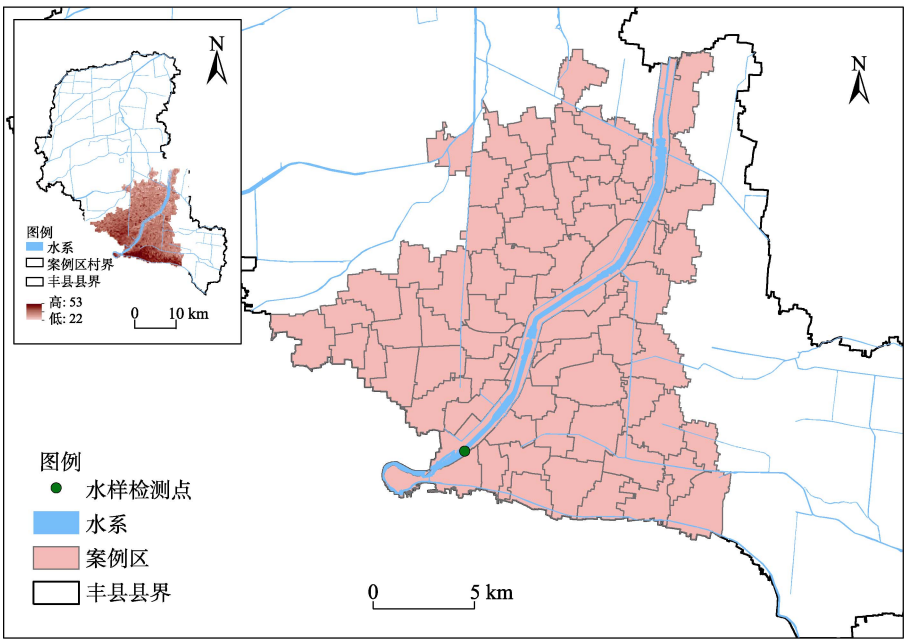 N
图例
水系
案例区村界
丰县县界
高: 53
低: 22
0 10 km
N
图例
水样检测点
水系
案例区
丰县县界
0 5 km